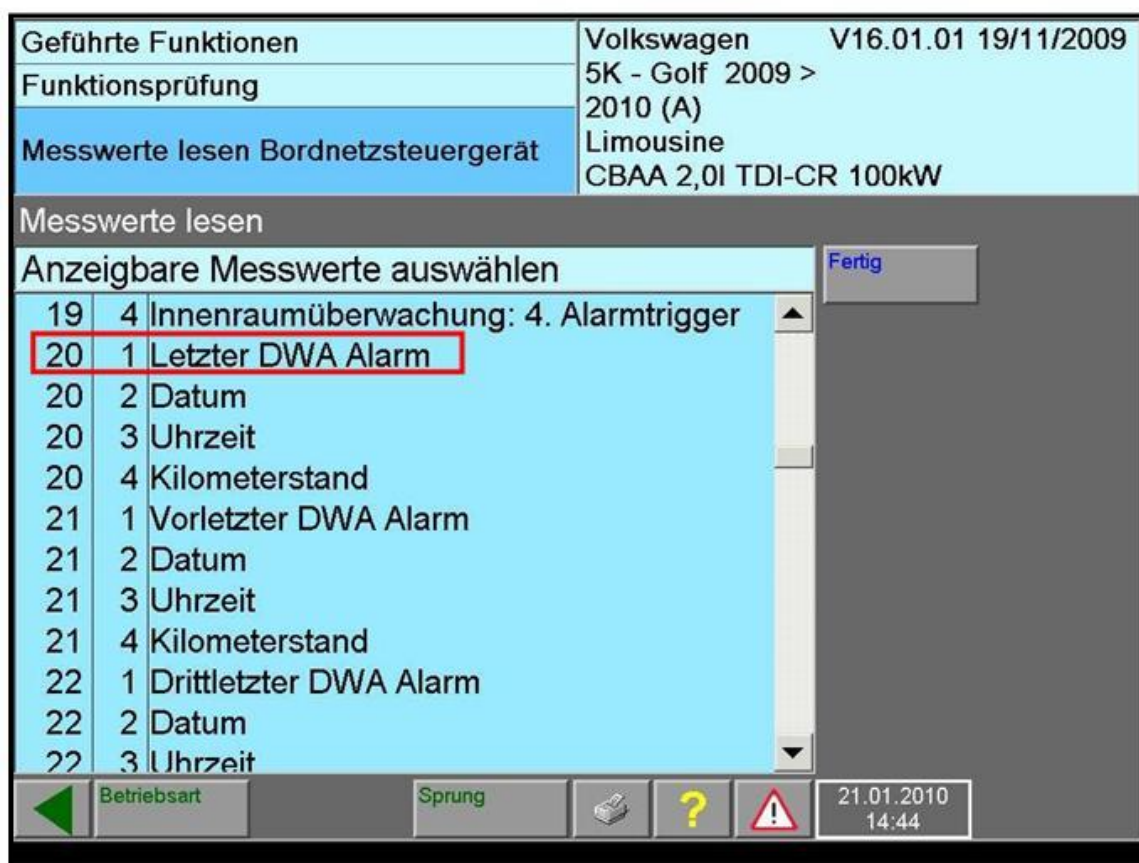 Geführte Funktionen
Funktionsprüfung
Messwerte lesen Bordnetzsteuergerät
Volkswagen V16.01.01 19/11/2009
5K - Golf 2009 >
2010 (A)
Limousine
CBAA 2,0l TDI-CR 100kW
Messwerte lesen
Anzeigbare Messwerte auswählen
Fertig
19 4 Innenraumüberwachung: 4. Alarmtrigger
20 1 Letzter DWA Alarm
20 2 Datum
20 3 Uhrzeit
20 4 Kilometerstand
21 1 Vorletzter DWA Alarm
21 2 Datum
21 3 Uhrzeit
21 4 Kilometerstand
22 1 Drittletzter DWA Alarm
22 2 Datum
22 3 Uhrzeit
Betriebsart
Sprung
?
!
21.01.2010
14:44